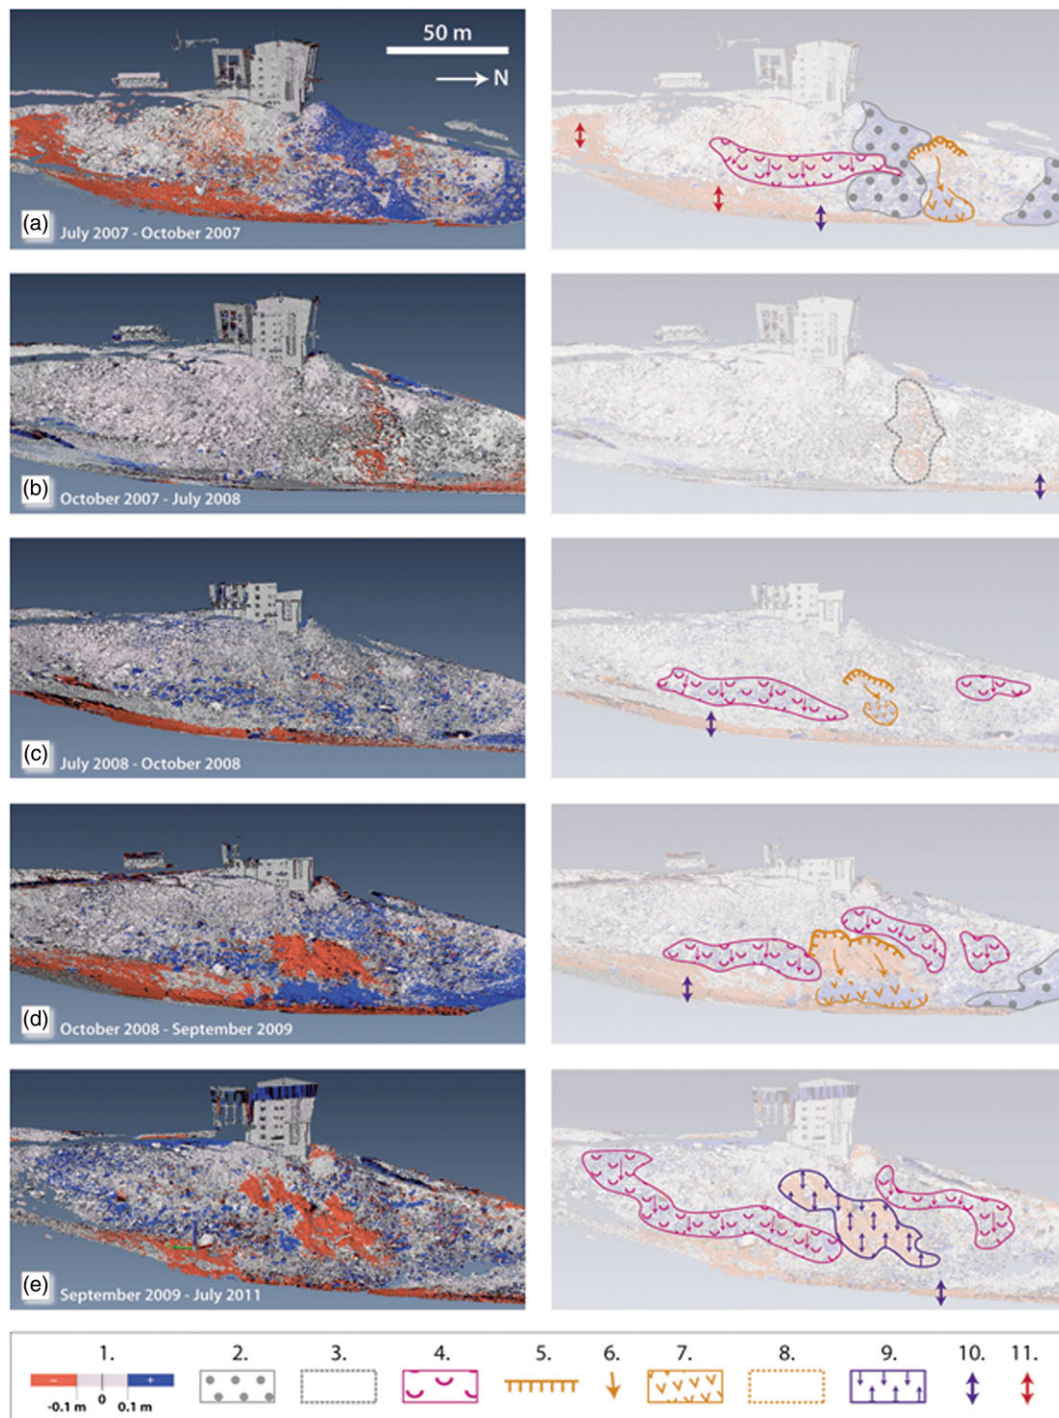 50 m
N
(a)
July 2007 - October 2007
(b)
October 2007 - July 2008
(c)
July 2008 - October 2008
(d)
October 2008 - September 2009
(e)
September 2009 - July 2011
1. 2. 3. 4. 5. 6. 7. 8. 9. 10. 11.
- +
-0.1 m 0 0.1 m